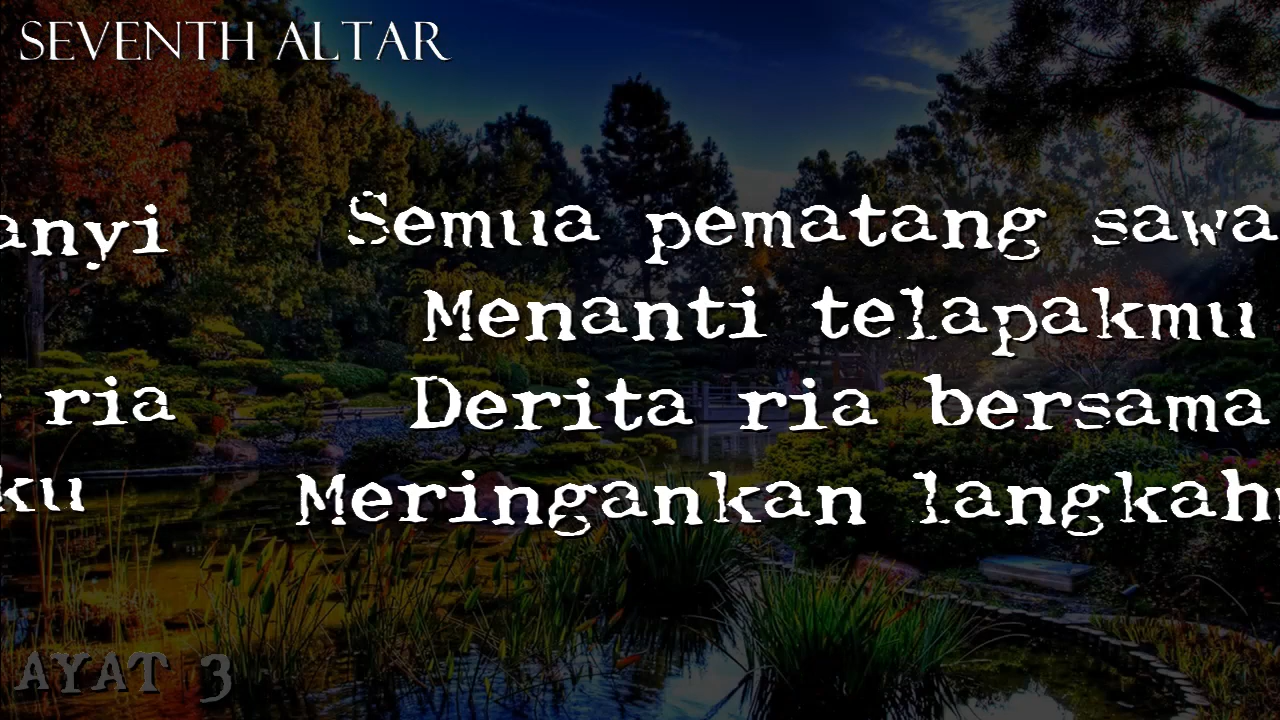 SEVENTH ALTAR
anyi
Semua pematang sawa
Menanti telapakmu
ria
Derita ria bersama
ku
Meringankan langkah
AYAT 3